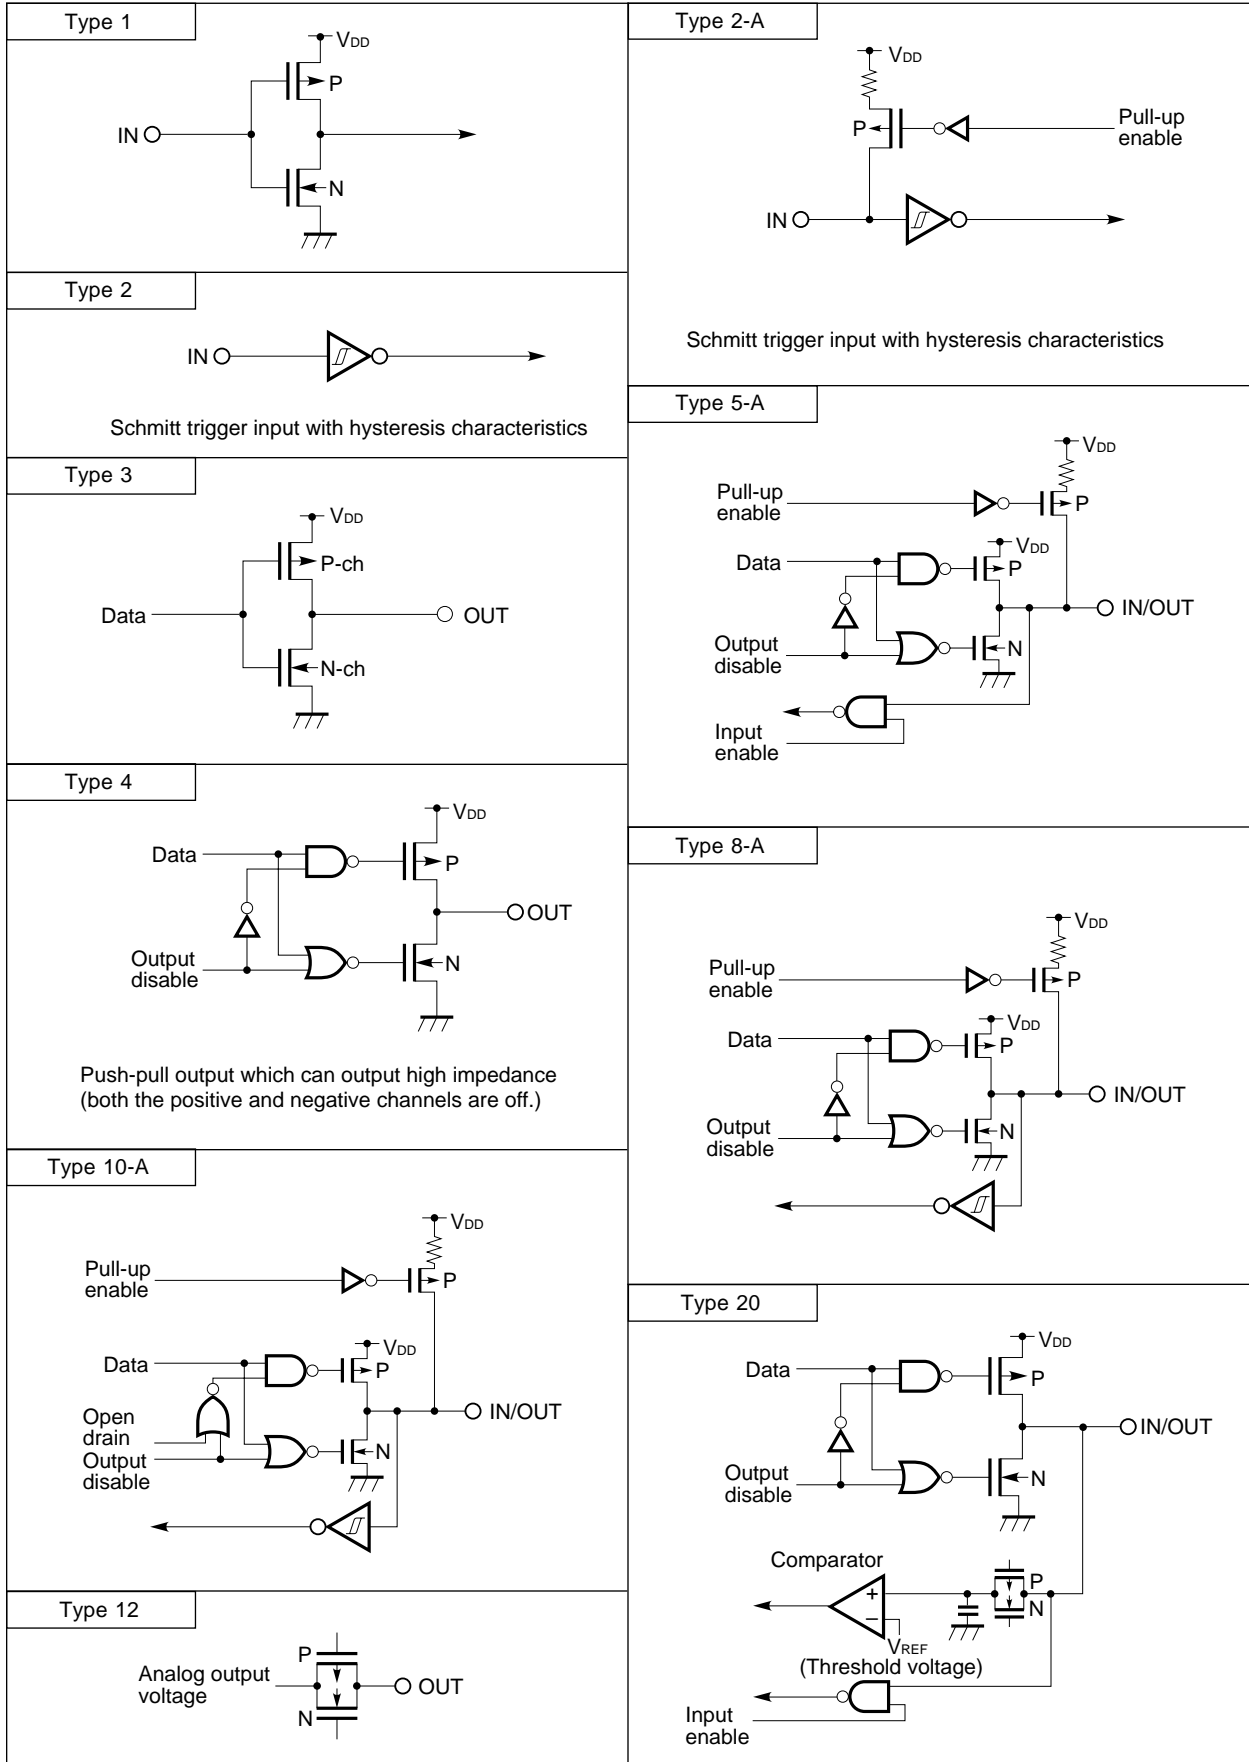 Type 1
VDD
P
IN
N
Type 2
IN
Schmitt trigger input with hysteresis characteristics
Type 3
VDD
P-ch
Data
OUT
N-ch
Type 4
VDD
Data
P
OUT
Output
disable
N
Push-pull output which can output high impedance
(both the positive and negative channels are off.)
Type 10-A
VDD
Pull-up
enable
P
VDD
Data
P
IN/OUT
Open
drain
N
Output
disable
Type 12
P
Analog output
voltage
OUT
N
Type 2-A
VDD
P
Pull-up
enable
IN
Schmitt trigger input with hysteresis characteristics
Type 5-A
VDD
Pull-up
enable
P
VDD
Data
P
IN/OUT
Output
disable
N
Input
enable
Type 8-A
VDD
Pull-up
enable
P
VDD
Data
P
IN/OUT
Output
disable
N
Type 20
VDD
Data
P
IN/OUT
Output
disable
N
Comparator
P
+
N
−
VREF
(Threshold voltage)
Input
enable